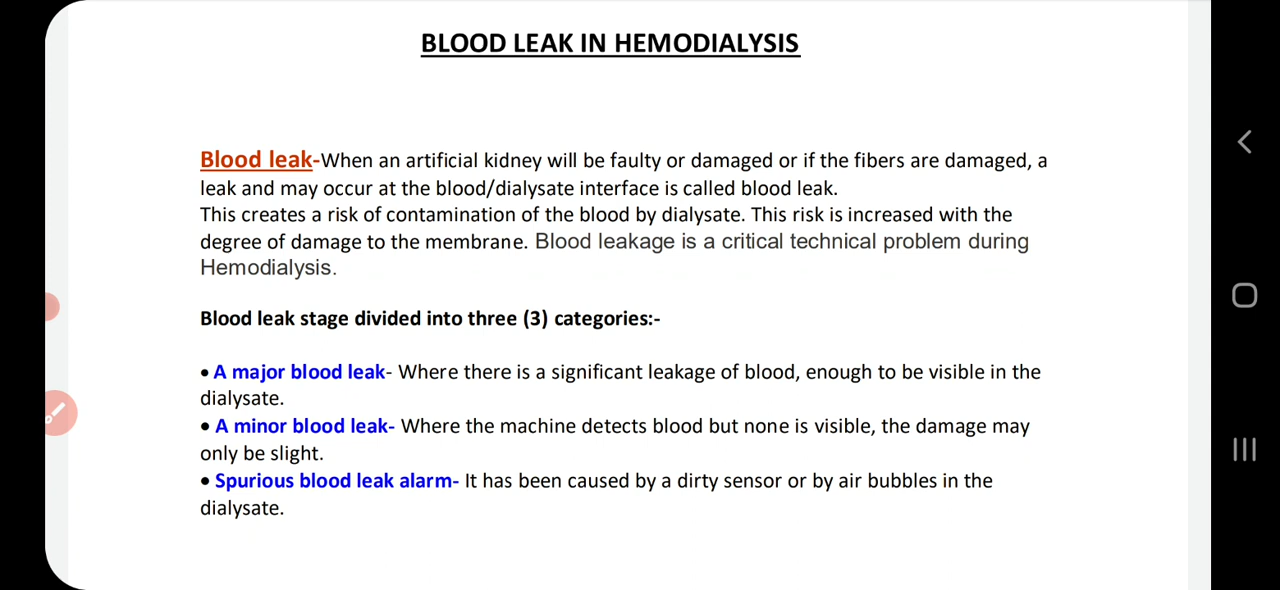 BLOOD LEAK IN HEMODIALYSIS
Blood leak-When an artificial kidney will be faulty or damaged or if the fibers are damaged, a
leak and may occur at the blood/dialysate interface is called blood leak.
This creates a risk of contamination of the blood by dialysate. This risk is increased with the
degree of damage to the membrane. Blood leakage is a critical technical problem during
Hemodialysis.
Blood leak stage divided into three (3) categories:-
• A major blood leak- Where there is a significant leakage of blood, enough to be visible in the
dialysate.
• A minor blood leak- Where the machine detects blood but none is visible, the damage may
only be slight.
• Spurious blood leak alarm- It has been caused by a dirty sensor or by air bubbles in the
dialysate.